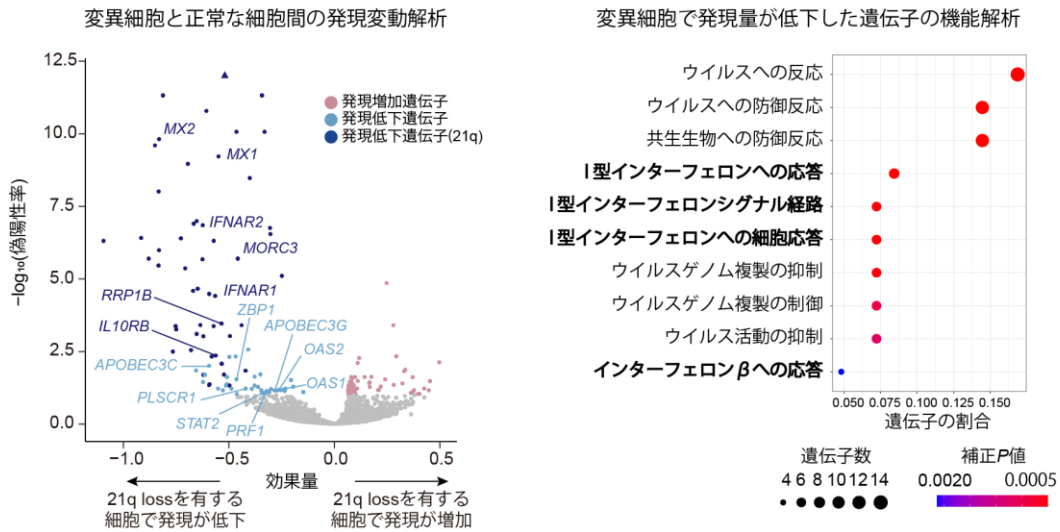 変異細胞と正常な細胞間の発現変動解析
12.5
10.0
7.5
5.0
2.5
0.0
−log₁₀(偽陽性率)
発現増加遺伝子
発現低下遺伝子
発現低下遺伝子(21q)
MX2
MX1
IFNAR2
MORC3
IFNAR1
RRP1B
ZBP1
IL10RB
APOBEC3G
APOBEC3C
OAS2
PLSCR1
OAS1
STAT2
PRF1
−1.0
−0.5
0.0
0.5
効果量
21q lossを有する
細胞で発現が低下
21q lossを有する
細胞で発現が増加
変異細胞で発現量が低下した遺伝子の機能解析
ウイルスへの反応
ウイルスへの防御反応
共生生物への防御反応
I 型インターフェロンへの応答
I 型インターフェロンシグナル経路
I 型インターフェロンへの細胞応答
ウイルスゲノム複製の抑制
ウイルスゲノム複製の制御
ウイルス活動の抑制
インターフェロンβへの応答
0.050 0.075 0.100 0.125 0.150
遺伝子の割合
遺伝子数
4 6 8 10 12 14
補正P値
0.0020 0.0005